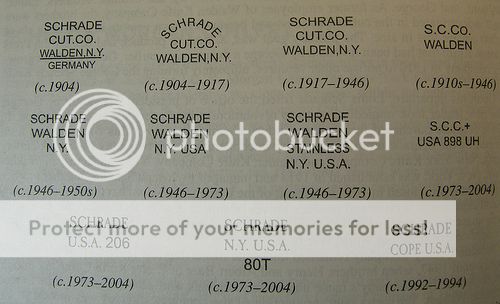 SCHRADE
CUT.CO.
WALDEN,N.Y.
GERMANY
(c.1904)
SCHRADE
CUT.CO.
WALDEN,N.Y.
(c.1904–1917)
SCHRADE
CUT.CO.
WALDEN,N.Y.
(c.1917–1946)
S.C.CO.
WALDEN
(c.1910s–1946)
SCHRADE
WALDEN
N.Y.
(c.1946–1950s)
SCHRADE
WALDEN
N.Y. USA
(c.1946–1973)
SCHRADE
WALDEN
STAINLESS
N.Y. U.S.A.
(c.1946–1973)
S.C.C.+
USA 898 UH
(c.1973–2004)
photobucket
Protect more of your memories for less!
SCHRADE
U.S.A. 206
(c.1973–2004)
SCHRADE
N.Y. U.S.A.
80T
(c.1973–2004)
SCHRADE
COPE U.S.A.
(c.1992–1994)